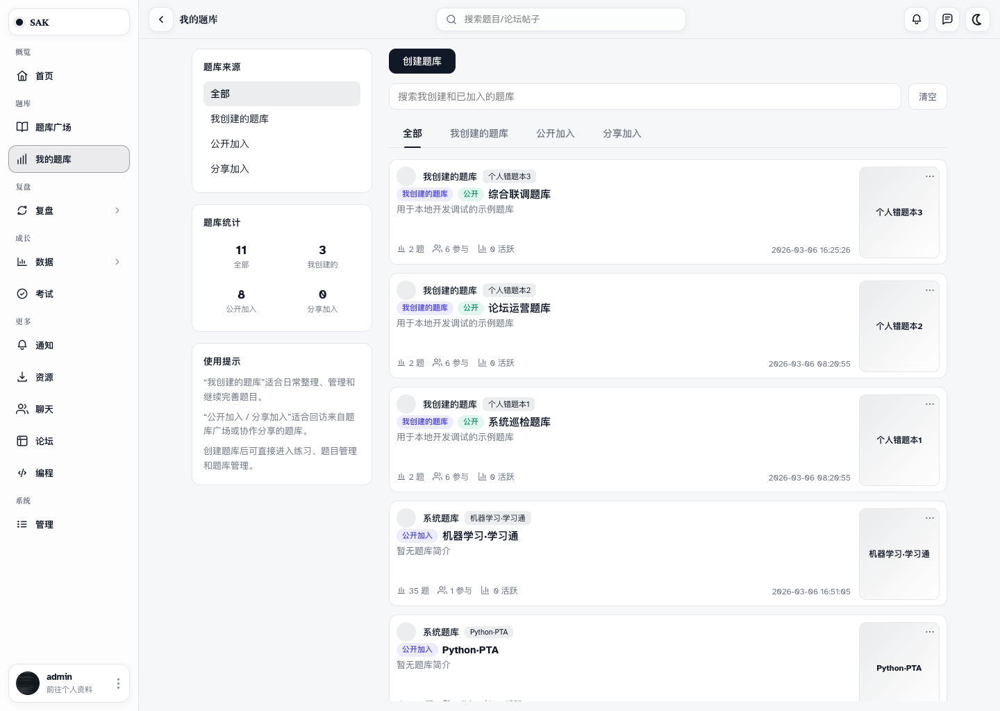 SAK
概览
首页
题库
题库广场
我的题库
复盘
复盘
成长
数据
考试
更多
通知
资源
聊天
论坛
编程
系统
管理
admin
前往个人资料
我的题库
搜索题目/论坛帖子
题库来源
全部
我创建的题库
公开加入
分享加入
题库统计
11
全部
3
我创建的
8
公开加入
0
分享加入
使用提示
“我创建的题库”适合日常整理、管理和
继续完善题目。
“公开加入 / 分享加入”适合回访来自题
库广场或协作分享的题库。
创建题库后可直接进入练习、题目管理
和题库管理。
创建题库
搜索我创建和已加入的题库
清空
全部 我创建的题库 公开加入 分享加入
我创建的题库 个人错题本3
我创建的题库 公开 综合联调题库
用于本地开发调试的示例题库
2 题 6 参与 0 活跃
2026-03-06 16:25:26
个人错题本3
我创建的题库 个人错题本2
我创建的题库 公开 论坛运营题库
用于本地开发调试的示例题库
2 题 6 参与 0 活跃
2026-03-06 08:20:55
个人错题本2
我创建的题库 个人错题本1
我创建的题库 公开 系统巡检题库
用于本地开发调试的示例题库
2 题 6 参与 0 活跃
2026-03-06 08:20:55
个人错题本1
系统题库 机器学习·学习通
公开加入 机器学习·学习通
暂无题库简介
35 题 1 参与 0 活跃
2026-03-06 16:51:05
机器学习·学习通
系统题库 Python·PTA
公开加入 Python·PTA
暂无题库简介
Python·PTA